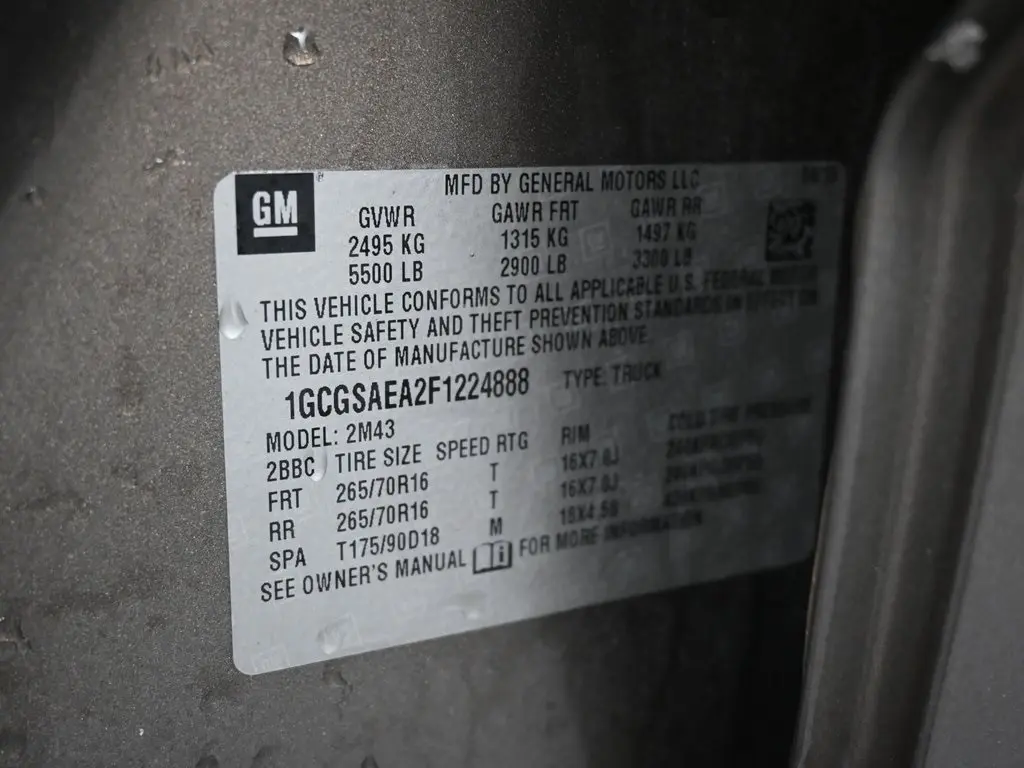 GM
MFD BY GENERAL MOTORS LLC
GVWR GAWR FRT GAWR RR
2495 KG 1315 KG 1497 KG
5500 LB 2900 LB 3300 LB
THIS VEHICLE CONFORMS TO ALL APPLICABLE U.S. FEDERAL MOTOR
VEHICLE SAFETY AND THEFT PREVENTION STANDARDS IN EFFECT ON
THE DATE OF MANUFACTURE SHOWN ABOVE.
1GCGSAEA2F1224888 TYPE: TRUCK
MODEL: 2M43
2BBC TIRE SIZE SPEED RTG RIM COLD TIRE PRESSURE
FRT 265/70R16 T 16X7.0J
RR 265/70R16 T 16X7.0J
SPA T175/90D18 M 18X4.5B
SEE OWNER'S MANUAL FOR MORE INFORMATION